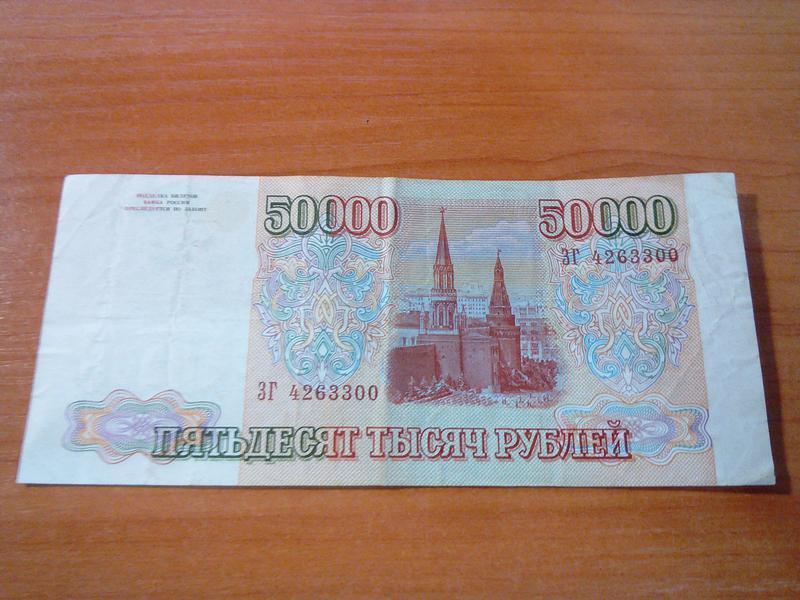 ПОДДЕЛКА БИЛЕТОВ
БАНКА РОССИИ
ПРЕСЛЕДУЕТСЯ ПО ЗАКОНУ
50000
50000
ЗГ 4263300
ЗГ 4263300
ПЯТЬДЕСЯТ ТЫСЯЧ РУБЛЕЙ